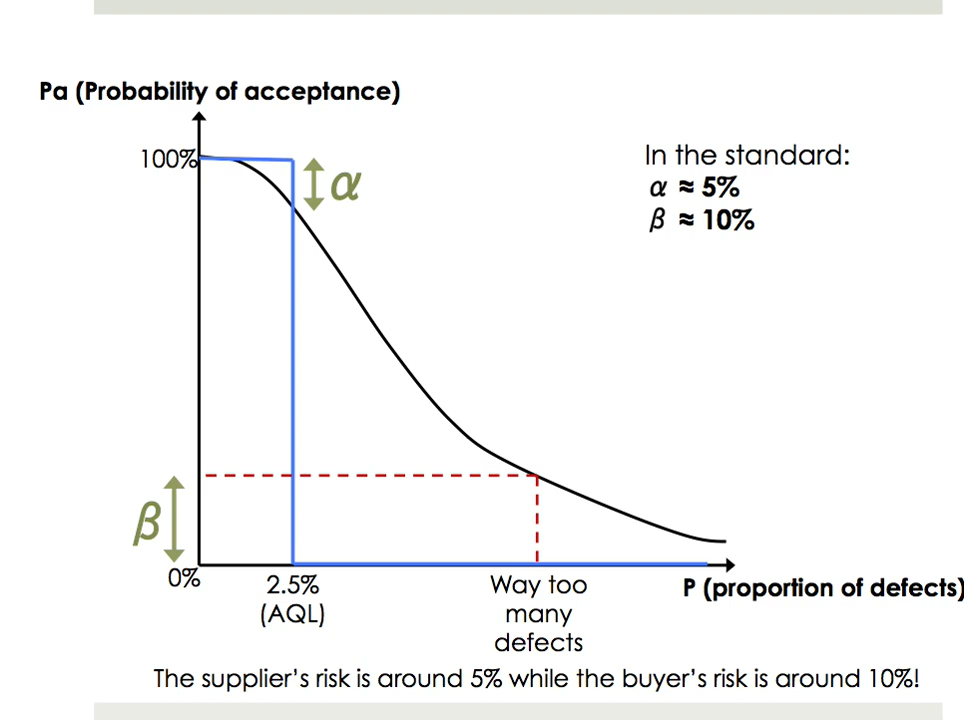 Pa (Probability of acceptance)
100%
α
In the standard:
α ≈ 5%
β ≈ 10%
β
0%
2.5%
(AQL)
Way too
many
defects
P (proportion of defects)
The supplier's risk is around 5% while the buyer's risk is around 10%!